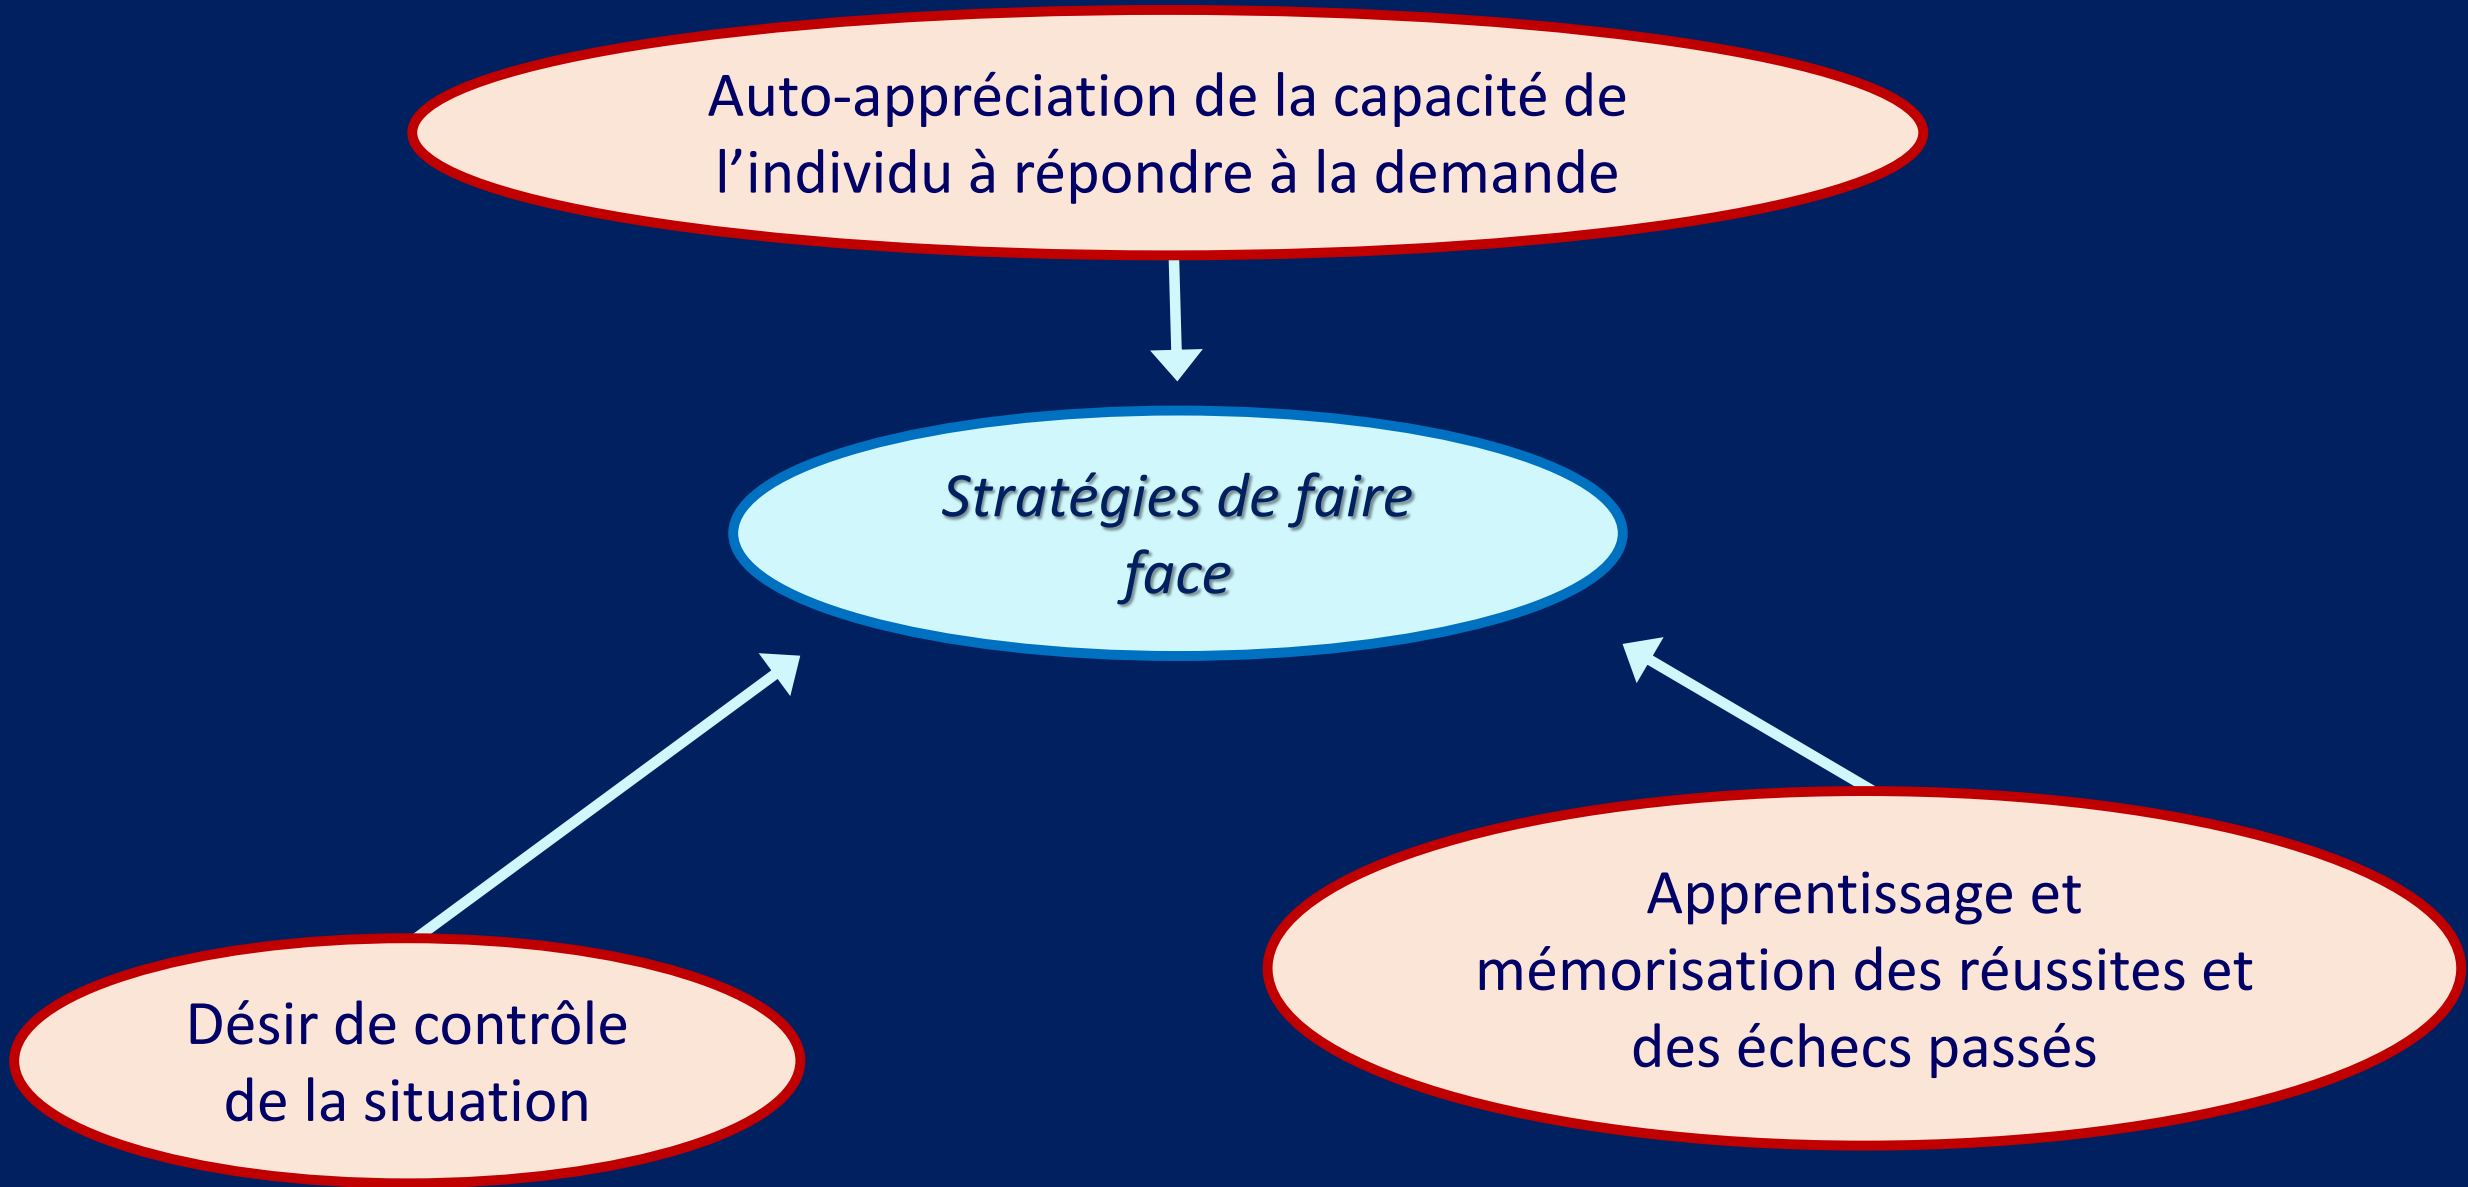 Auto-appréciation de la capacité de
l’individu à répondre à la demande
Stratégies de faire
face
Désir de contrôle
de la situation
Apprentissage et
mémorisation des réussites et
des échecs passés